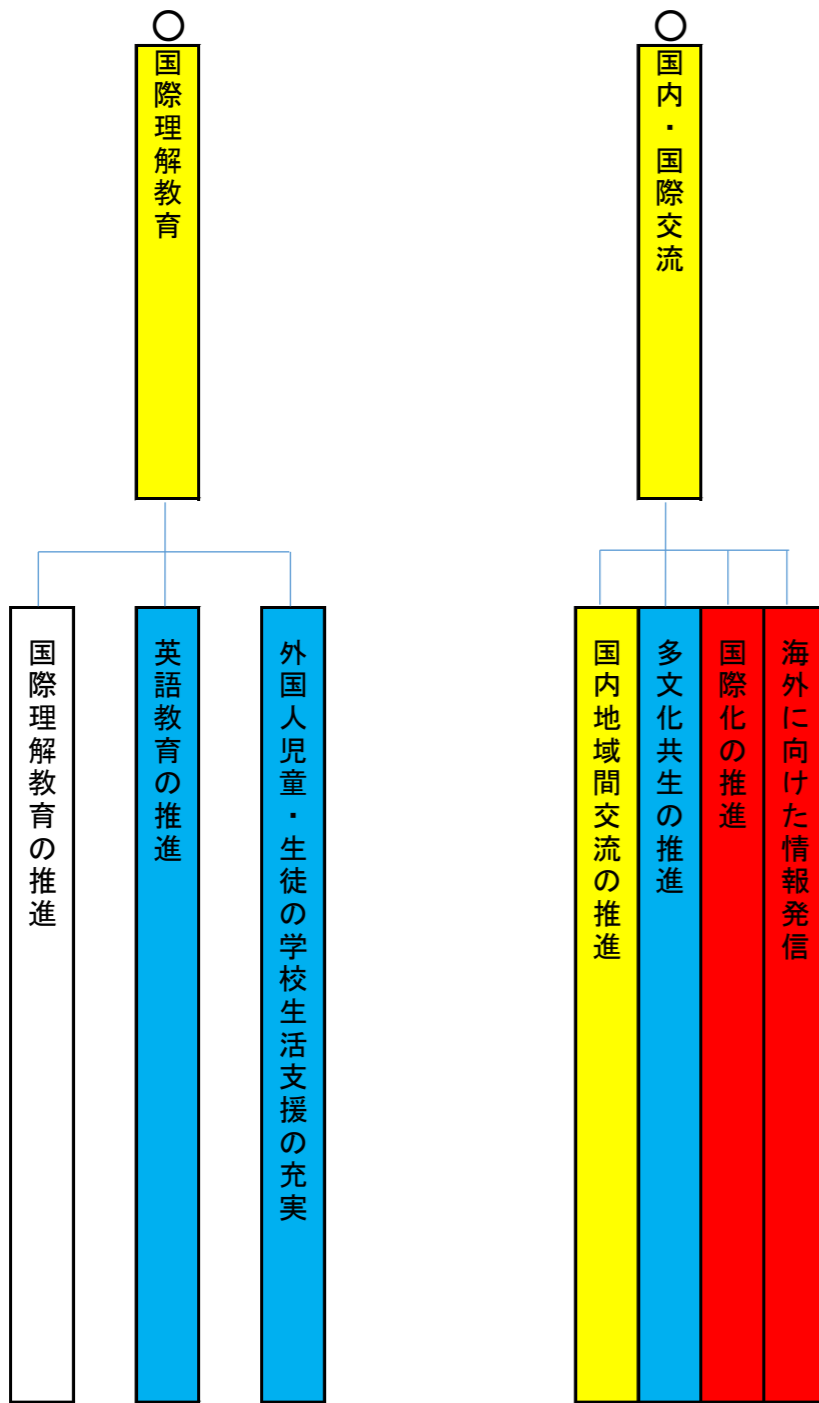 ○
国内・国際交流
海外に向けた情報発信
国際化の推進
多文化共生の推進
国内地域間交流の推進
○
国際理解教育
外国人児童・生徒の学校生活支援の充実
英語教育の推進
国際理解教育の推進